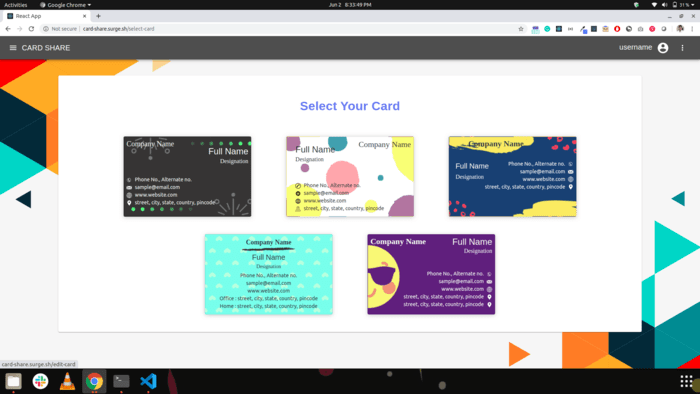 Activities
Google Chrome
Jun 2 8:33:49 PM
31%
React App
Not secure | card-share.surge.sh/select-card
CARD SHARE
username
Select Your Card
Company Name
Full Name
Designation
Phone No., Alternate no.
sample@email.com
www.website.com
street, city, state, country, pincode
Company Name
Full Name
Designation
Phone No., Alternate no.
sample@email.com
www.website.com
street, city, state, country, pincode
Company Name
Full Name
Designation
Phone No., Alternate no.
sample@email.com
www.website.com
street, city, state, country, pincode
Company Name
Full Name
Designation
Phone No., Alternate no.
sample@email.com
www.website.com
Office : street, city, state, country, pincode
Home : street, city, state, country, pincode
Company Name
Full Name
Designation
Phone No., Alternate no.
sample@email.com
www.website.com
street, city, state, country, pincode
street, city, state, country, pincode
card-share.surge.sh/edit-card